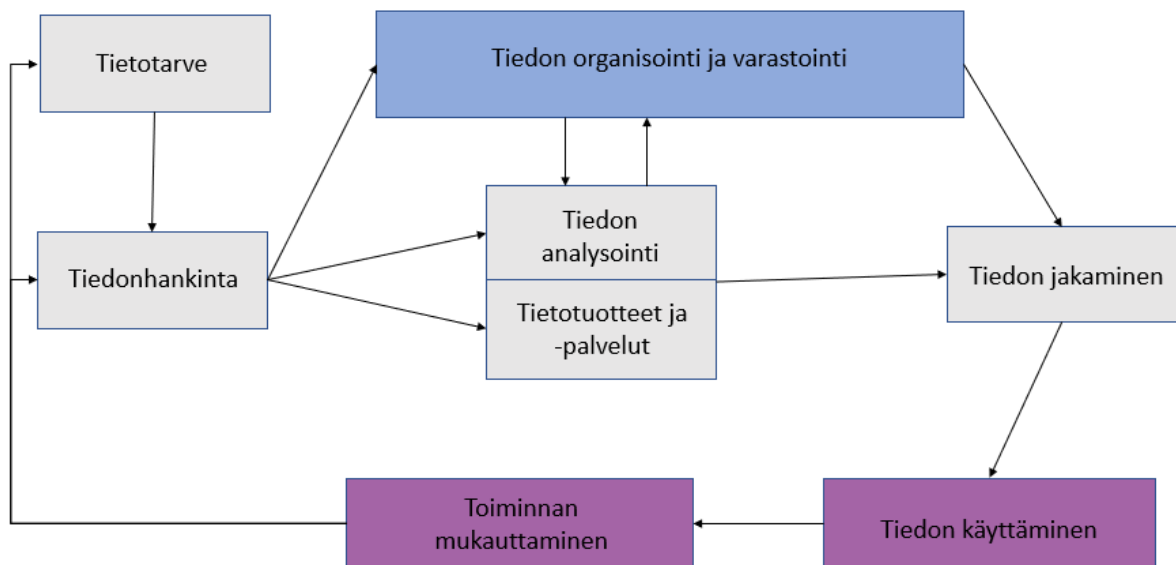 Tietotarve
Tiedon organisointi ja varastointi
Tiedonhankinta
Tiedon
analysointi
Tietotuotteet ja
-palvelut
Tiedon jakaminen
Toiminnan
mukauttaminen
Tiedon käyttäminen